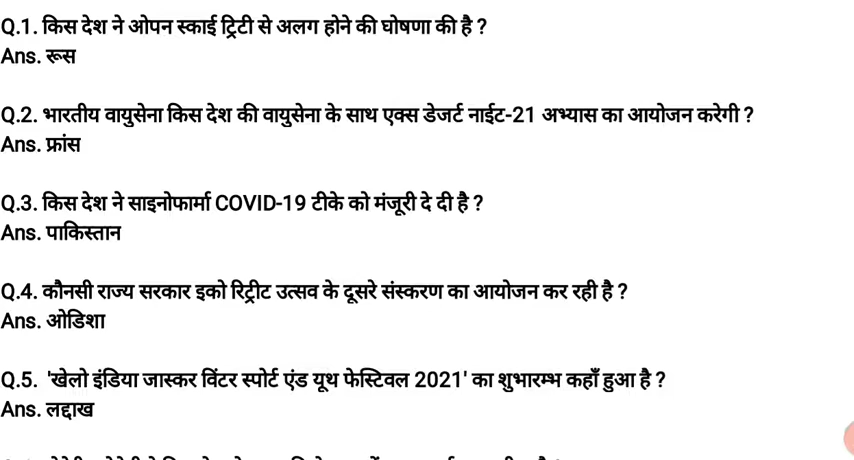 Q.1. किस देश ने ओपन स्काई ट्रिटी से अलग होने की घोषणा की है ?
Ans. रूस
Q.2. भारतीय वायुसेना किस देश की वायुसेना के साथ एक्स डेजर्ट नाईट-21 अभ्यास का आयोजन करेगी ?
Ans. फ्रांस
Q.3. किस देश ने साइनोफार्मा COVID-19 टीके को मंजूरी दे दी है ?
Ans. पाकिस्तान
Q.4. कौनसी राज्य सरकार इको रिट्रीट उत्सव के दूसरे संस्करण का आयोजन कर रही है ?
Ans. ओडिशा
Q.5. 'खेलो इंडिया जास्कर विंटर स्पोर्ट एंड यूथ फेस्टिवल 2021' का शुभारम्भ कहाँ हुआ है ?
Ans. लद्दाख